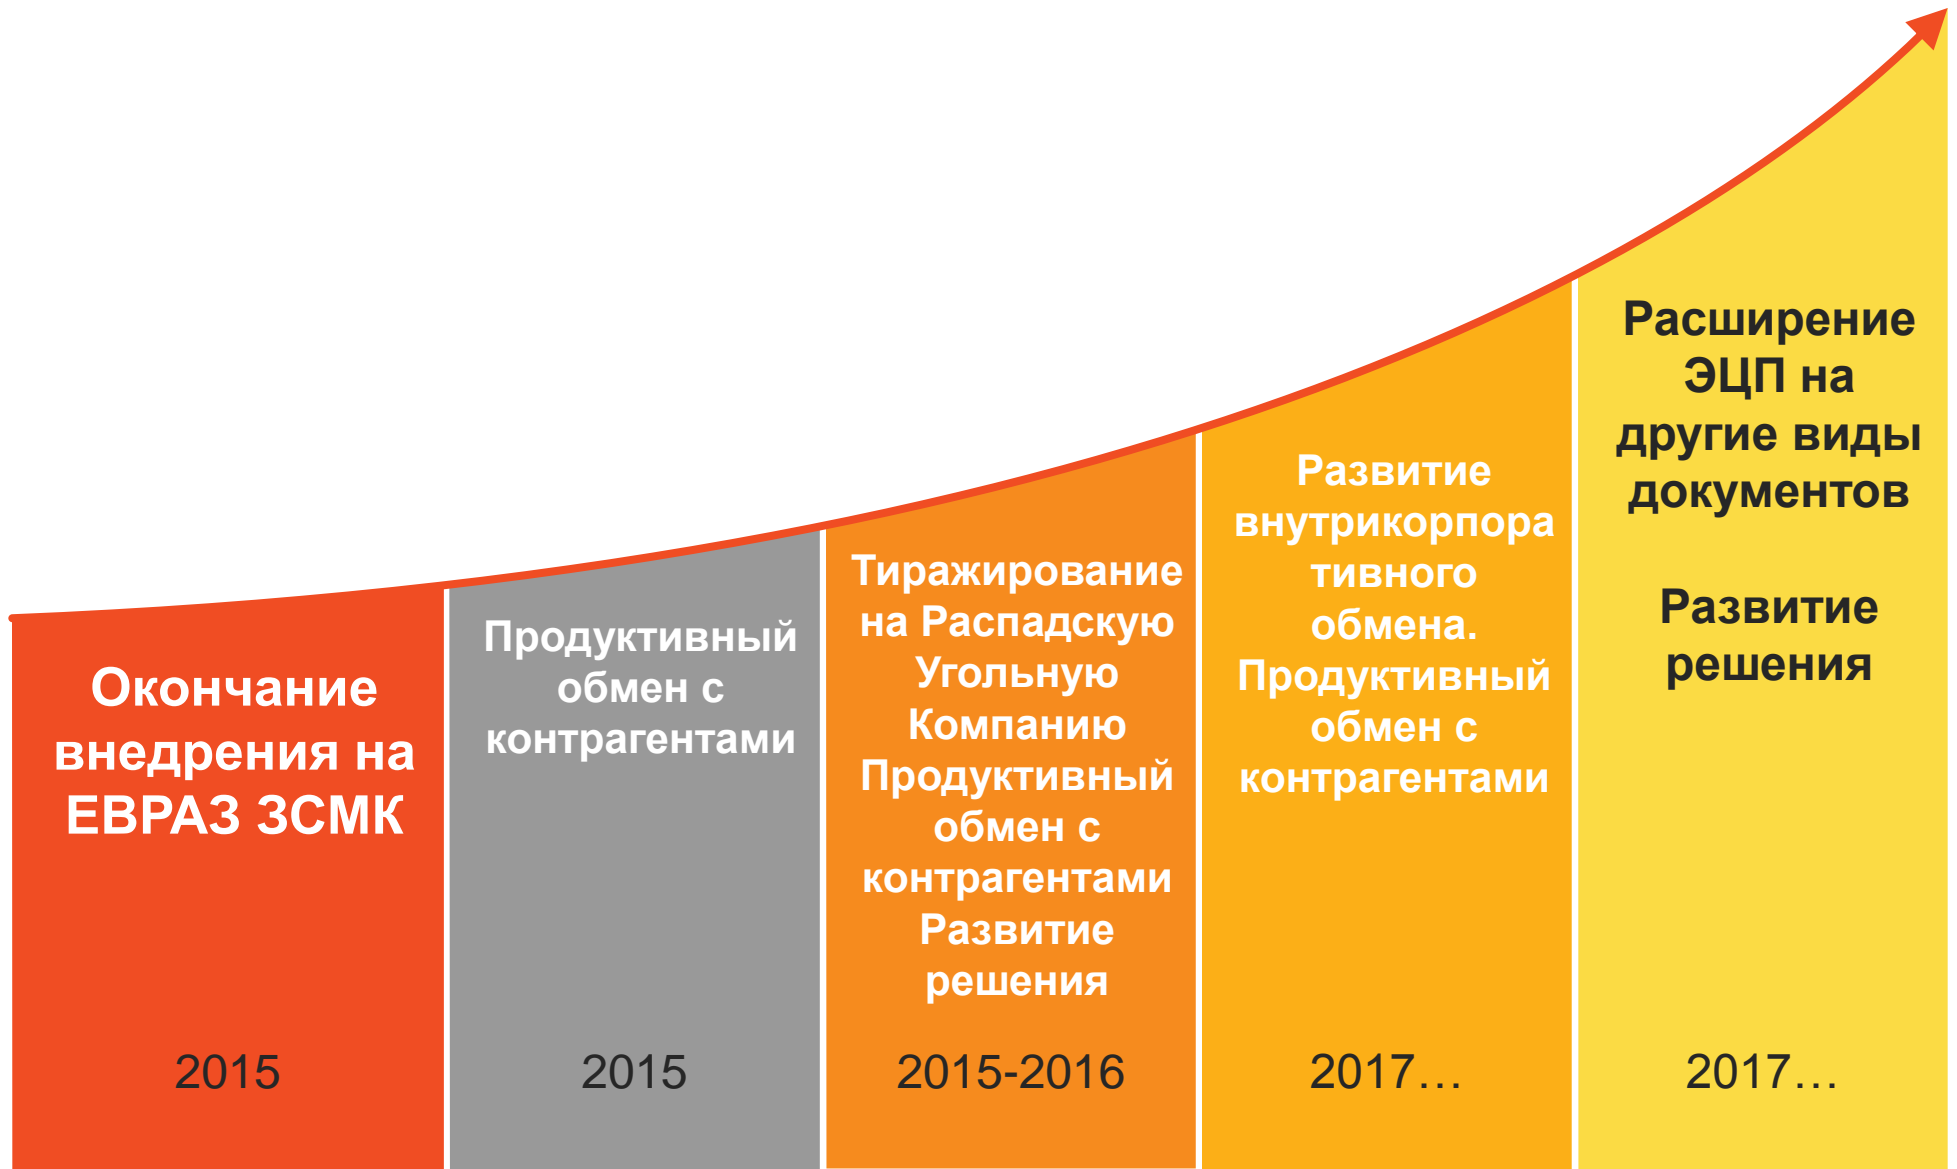 Окончание
внедрения на
ЕВРАЗ ЗСМК
2015
Продуктивный
обмен с
контрагентами
2015
Тиражирование
на Распадскую
Угольную
Компанию
Продуктивный
обмен с
контрагентами
Развитие
решения
2015-2016
Развитие
внутрикорпора
тивного
обмена.
Продуктивный
обмен с
контрагентами
2017…
Расширение
ЭЦП на
другие виды
документов
Развитие
решения
2017…